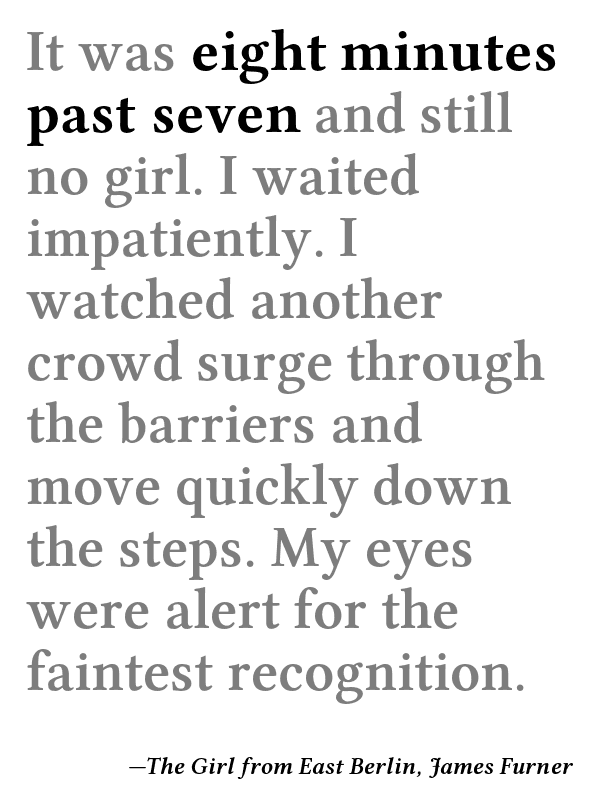 It was eight minutes
past seven and still
no girl. I waited
impatiently. I
watched another
crowd surge through
the barriers and
move quickly down
the steps. My eyes
were alert for the
faintest recognition.
—The Girl from East Berlin, James Furner